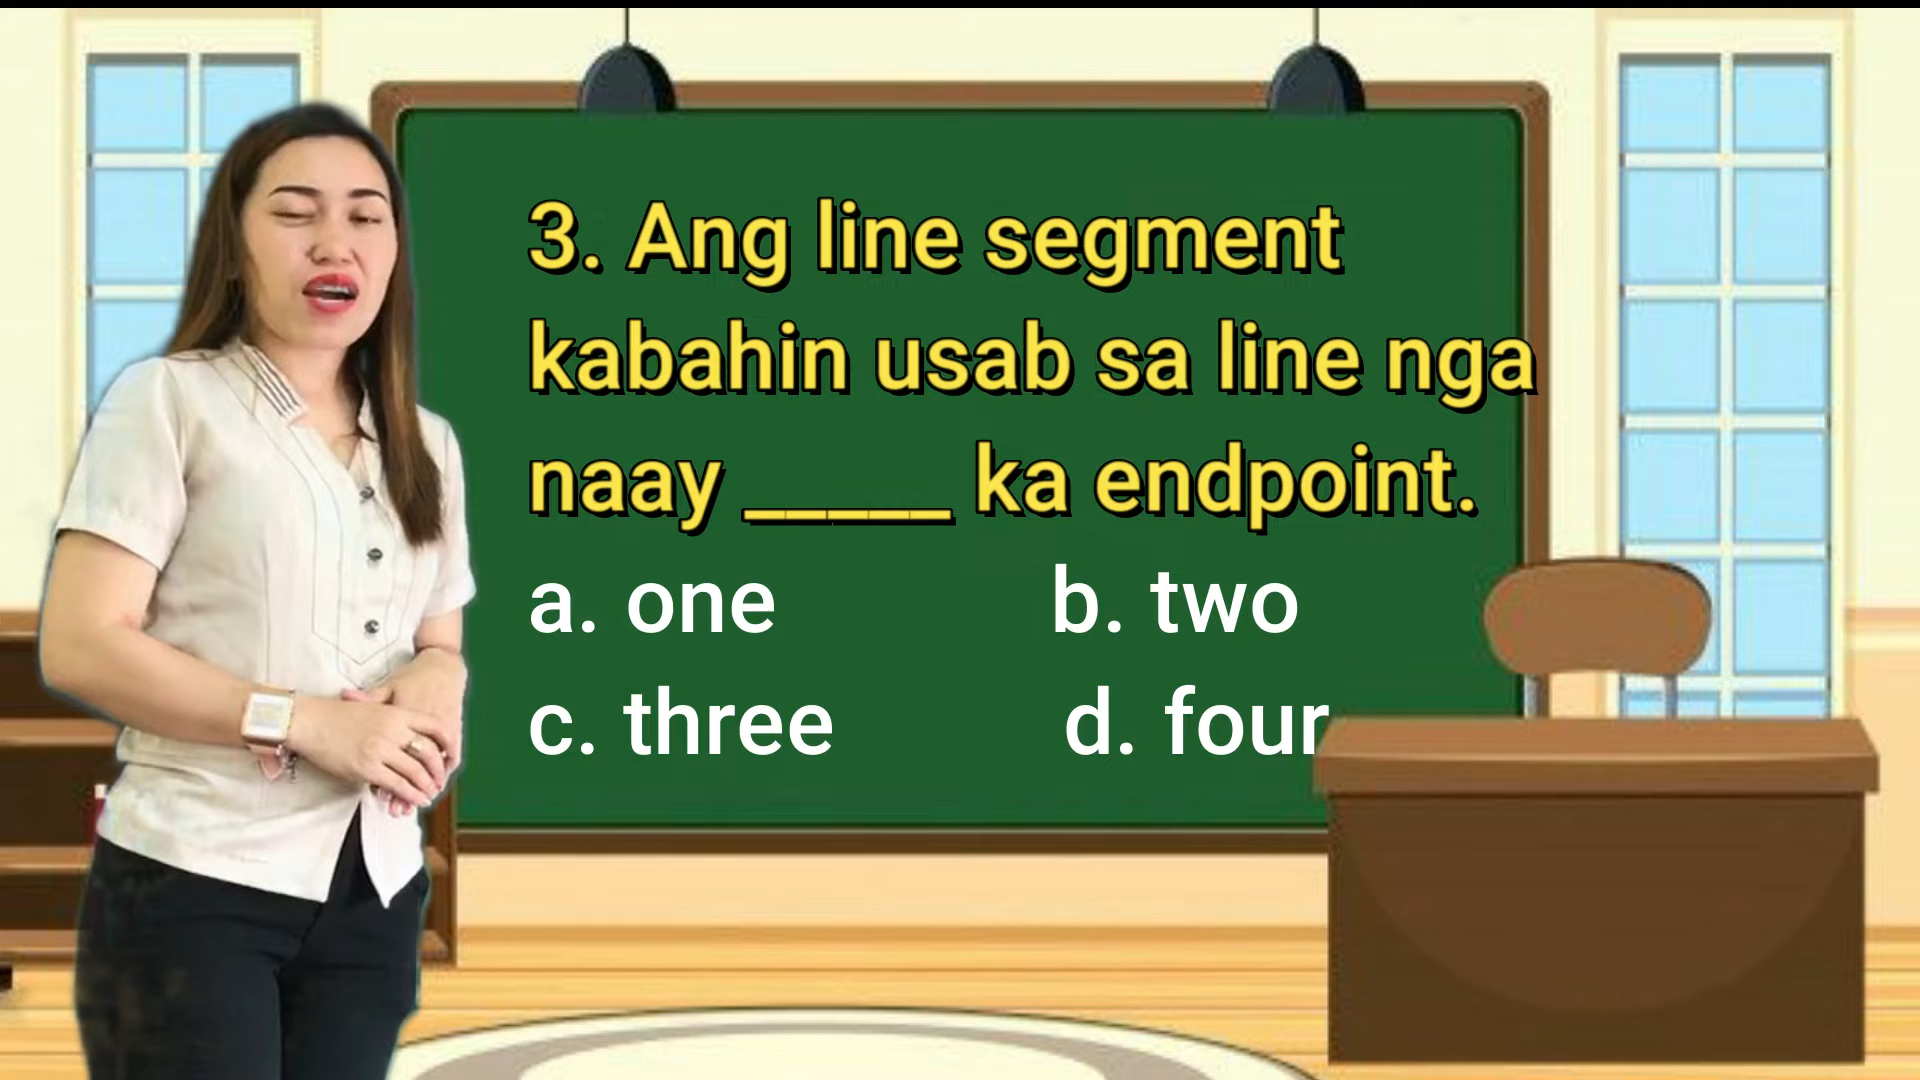 3. Ang line segment
kabahin usab sa line nga
naay _____ ka endpoint.
a. one b. two
c. three d. four